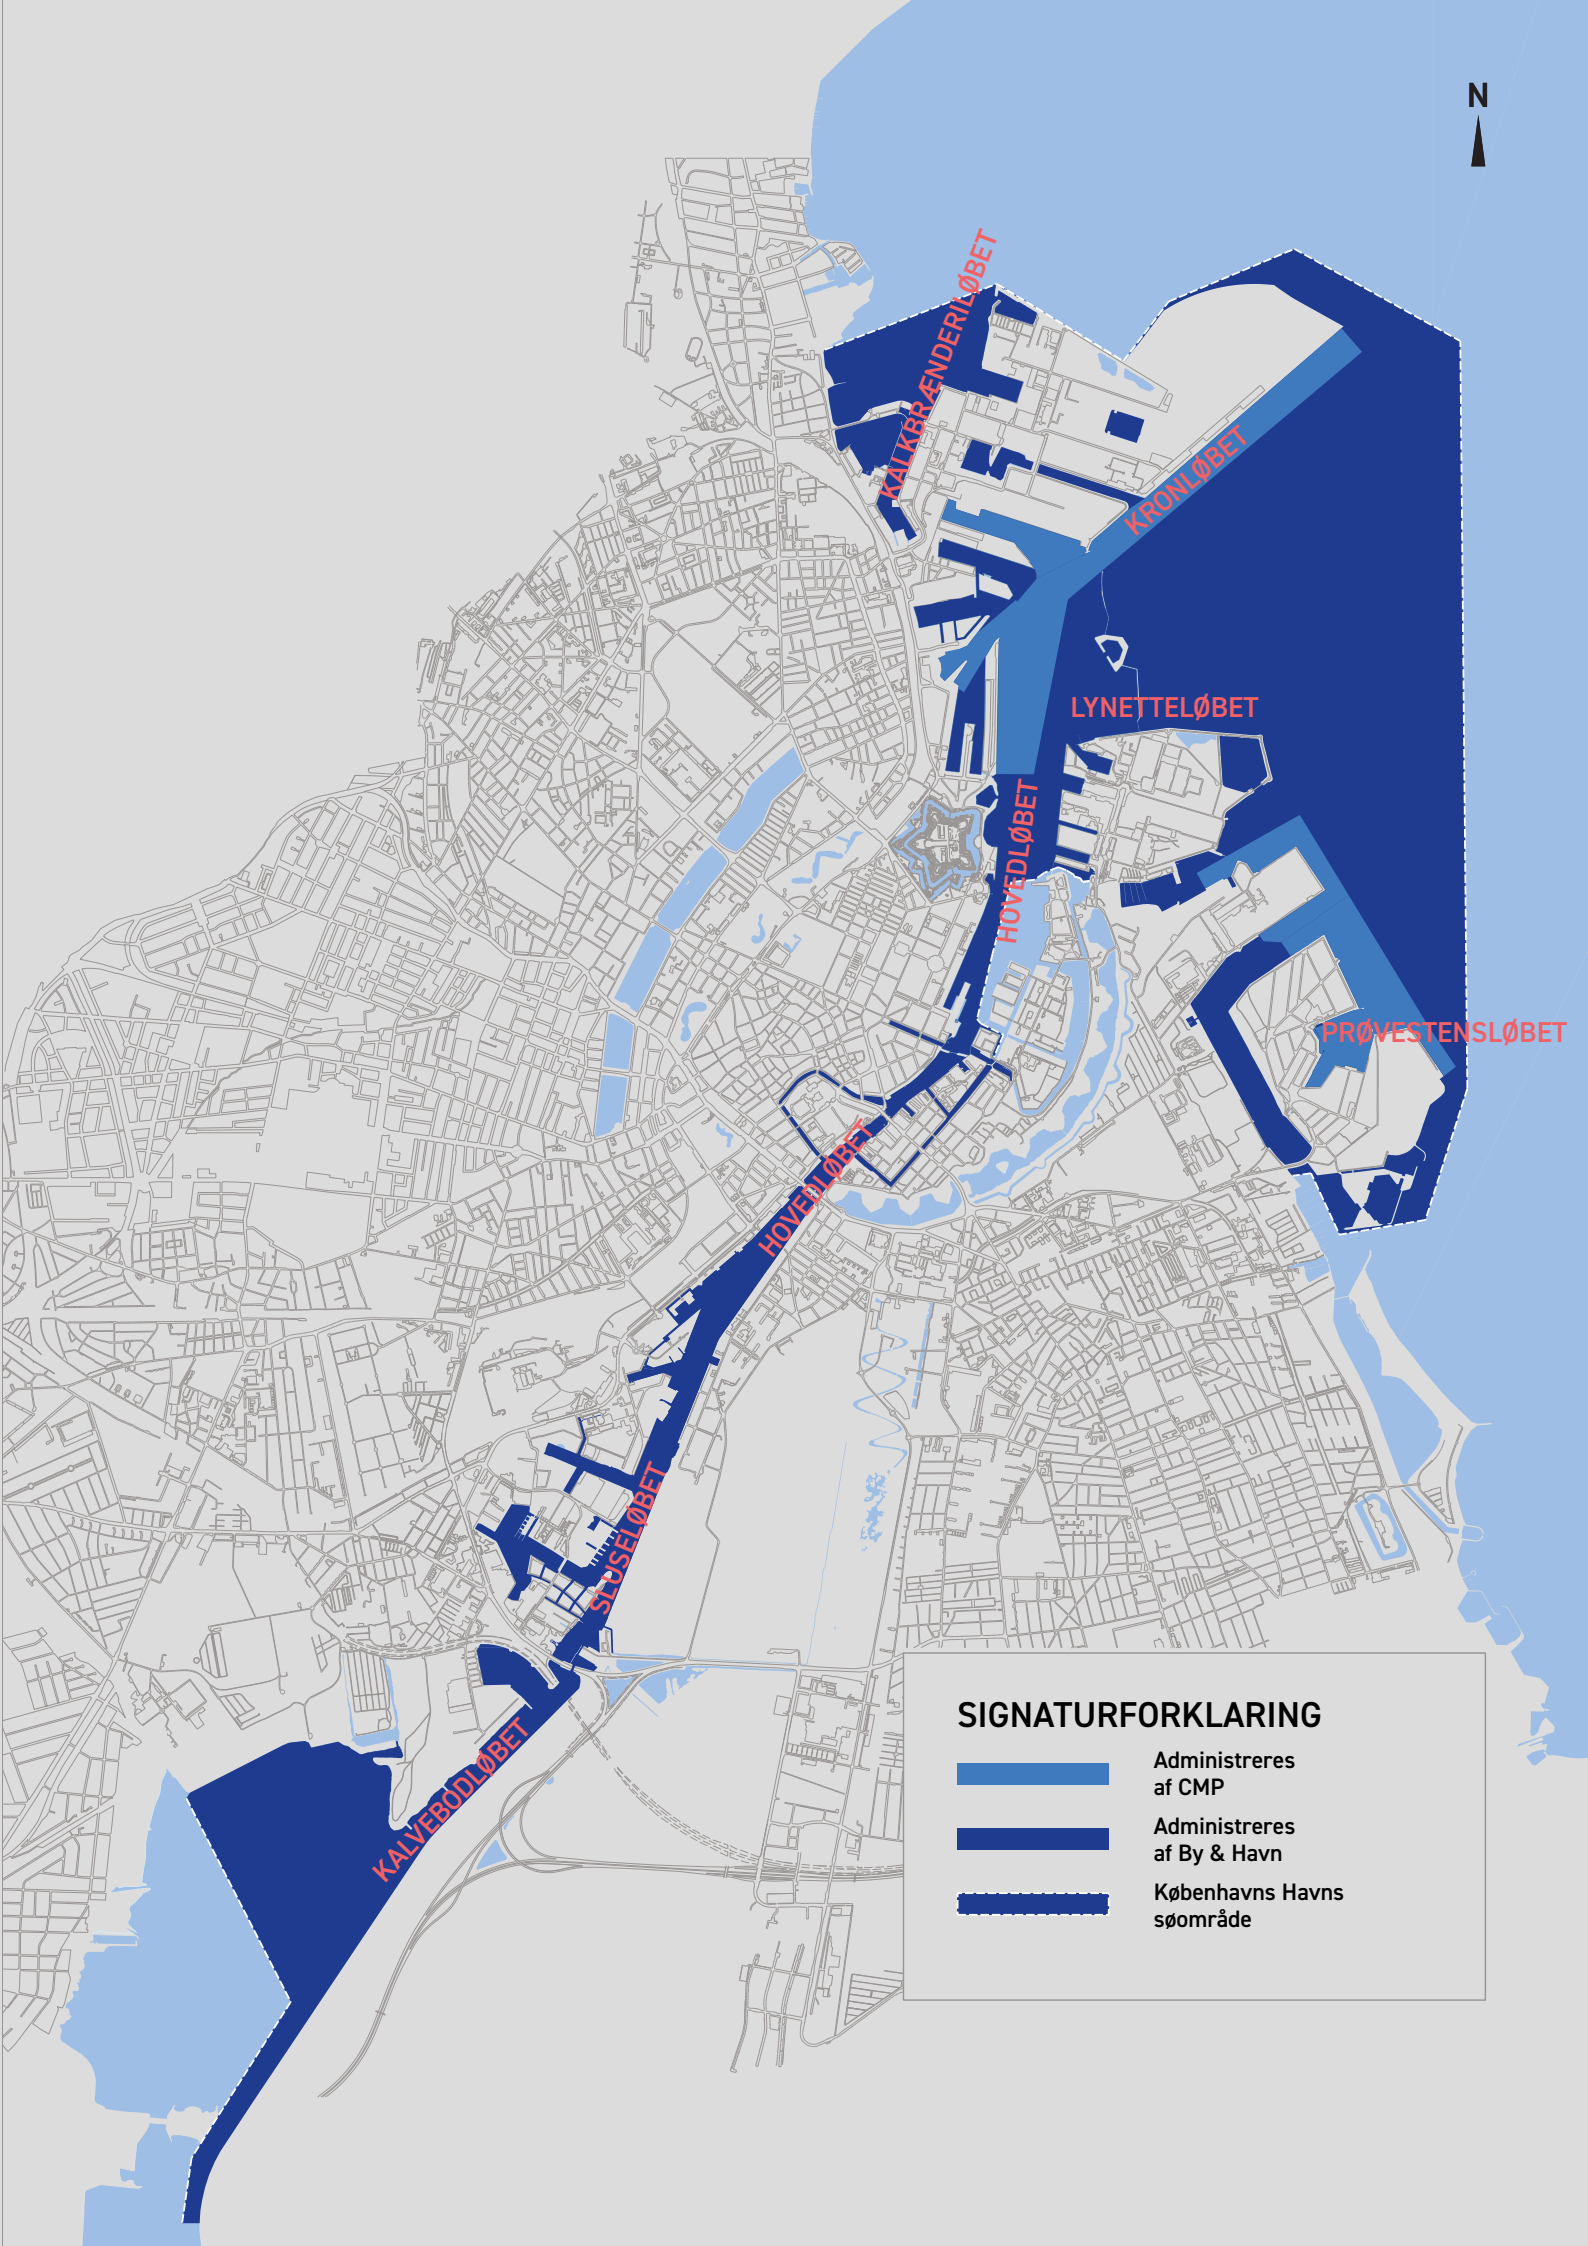 N
KALKBRÆNDERILØBET
KRONLØBET
LYNETTELØBET
HOVEDLØBET
PRØVESTENSLØBET
HOVEDLØBET
SLUSELØBET
KALVEBODLØBET
SIGNATURFORKLARING
Administreres
af CMP
Administreres
af By & Havn
Københavns Havns
søområde